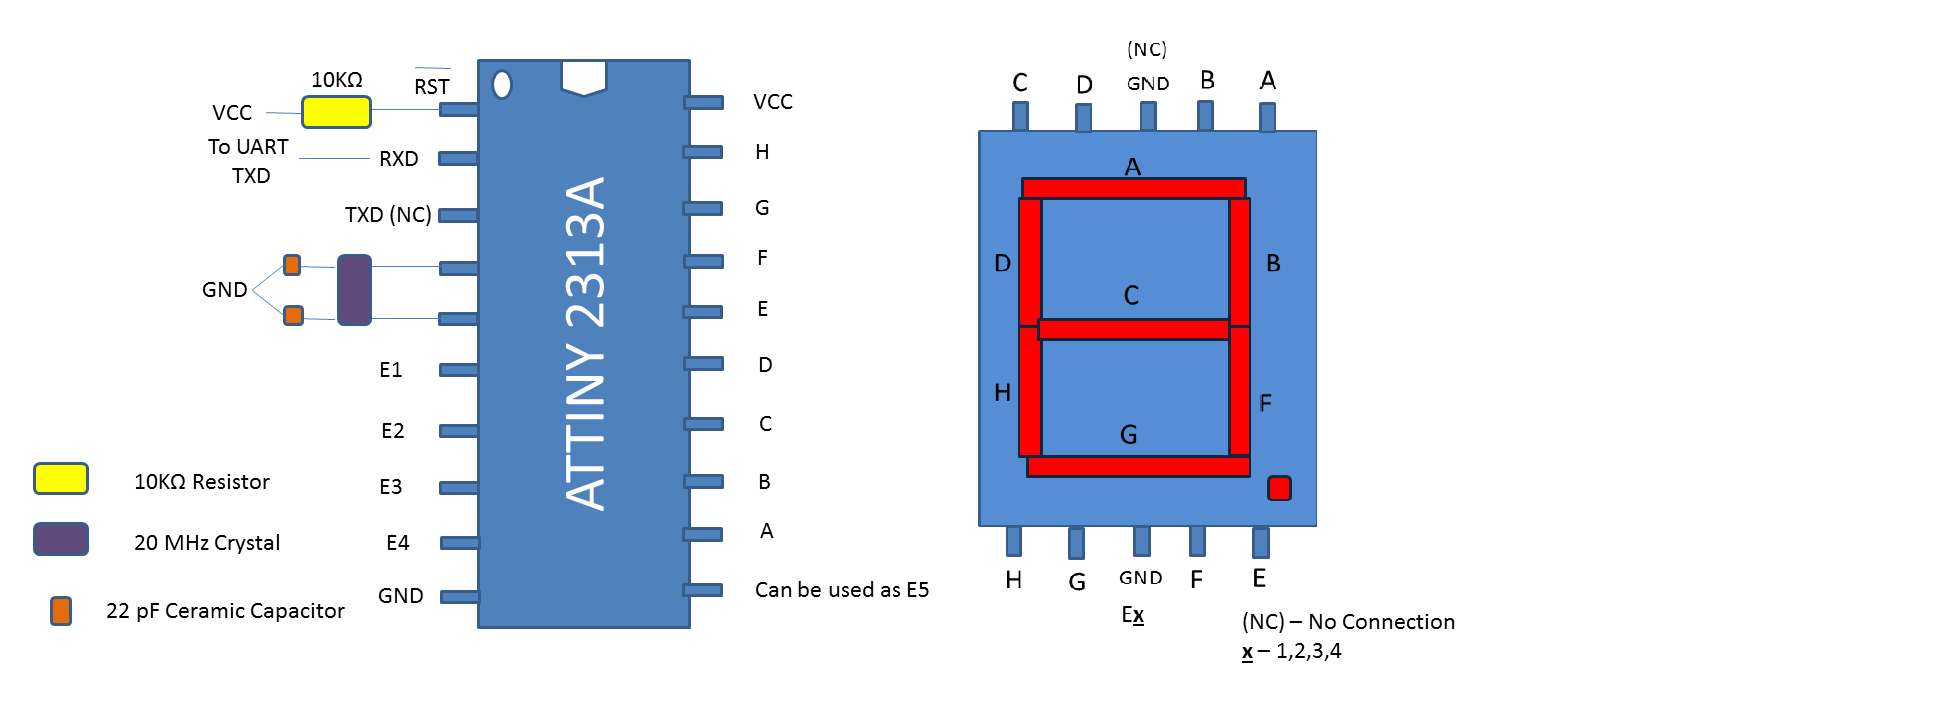 10KΩ
RST
VCC
To UART
TXD
RXD
TXD (NC)
GND
E1
E2
E3
E4
GND
ATTINY 2313A
VCC
H
G
F
E
D
C
B
A
Can be used as E5
10KΩ Resistor
20 MHz Crystal
22 pF Ceramic Capacitor
(NC)
C D GND B A
A
D B
C
H F
G
H G GND F E
Ex
(NC) – No Connection
x – 1,2,3,4